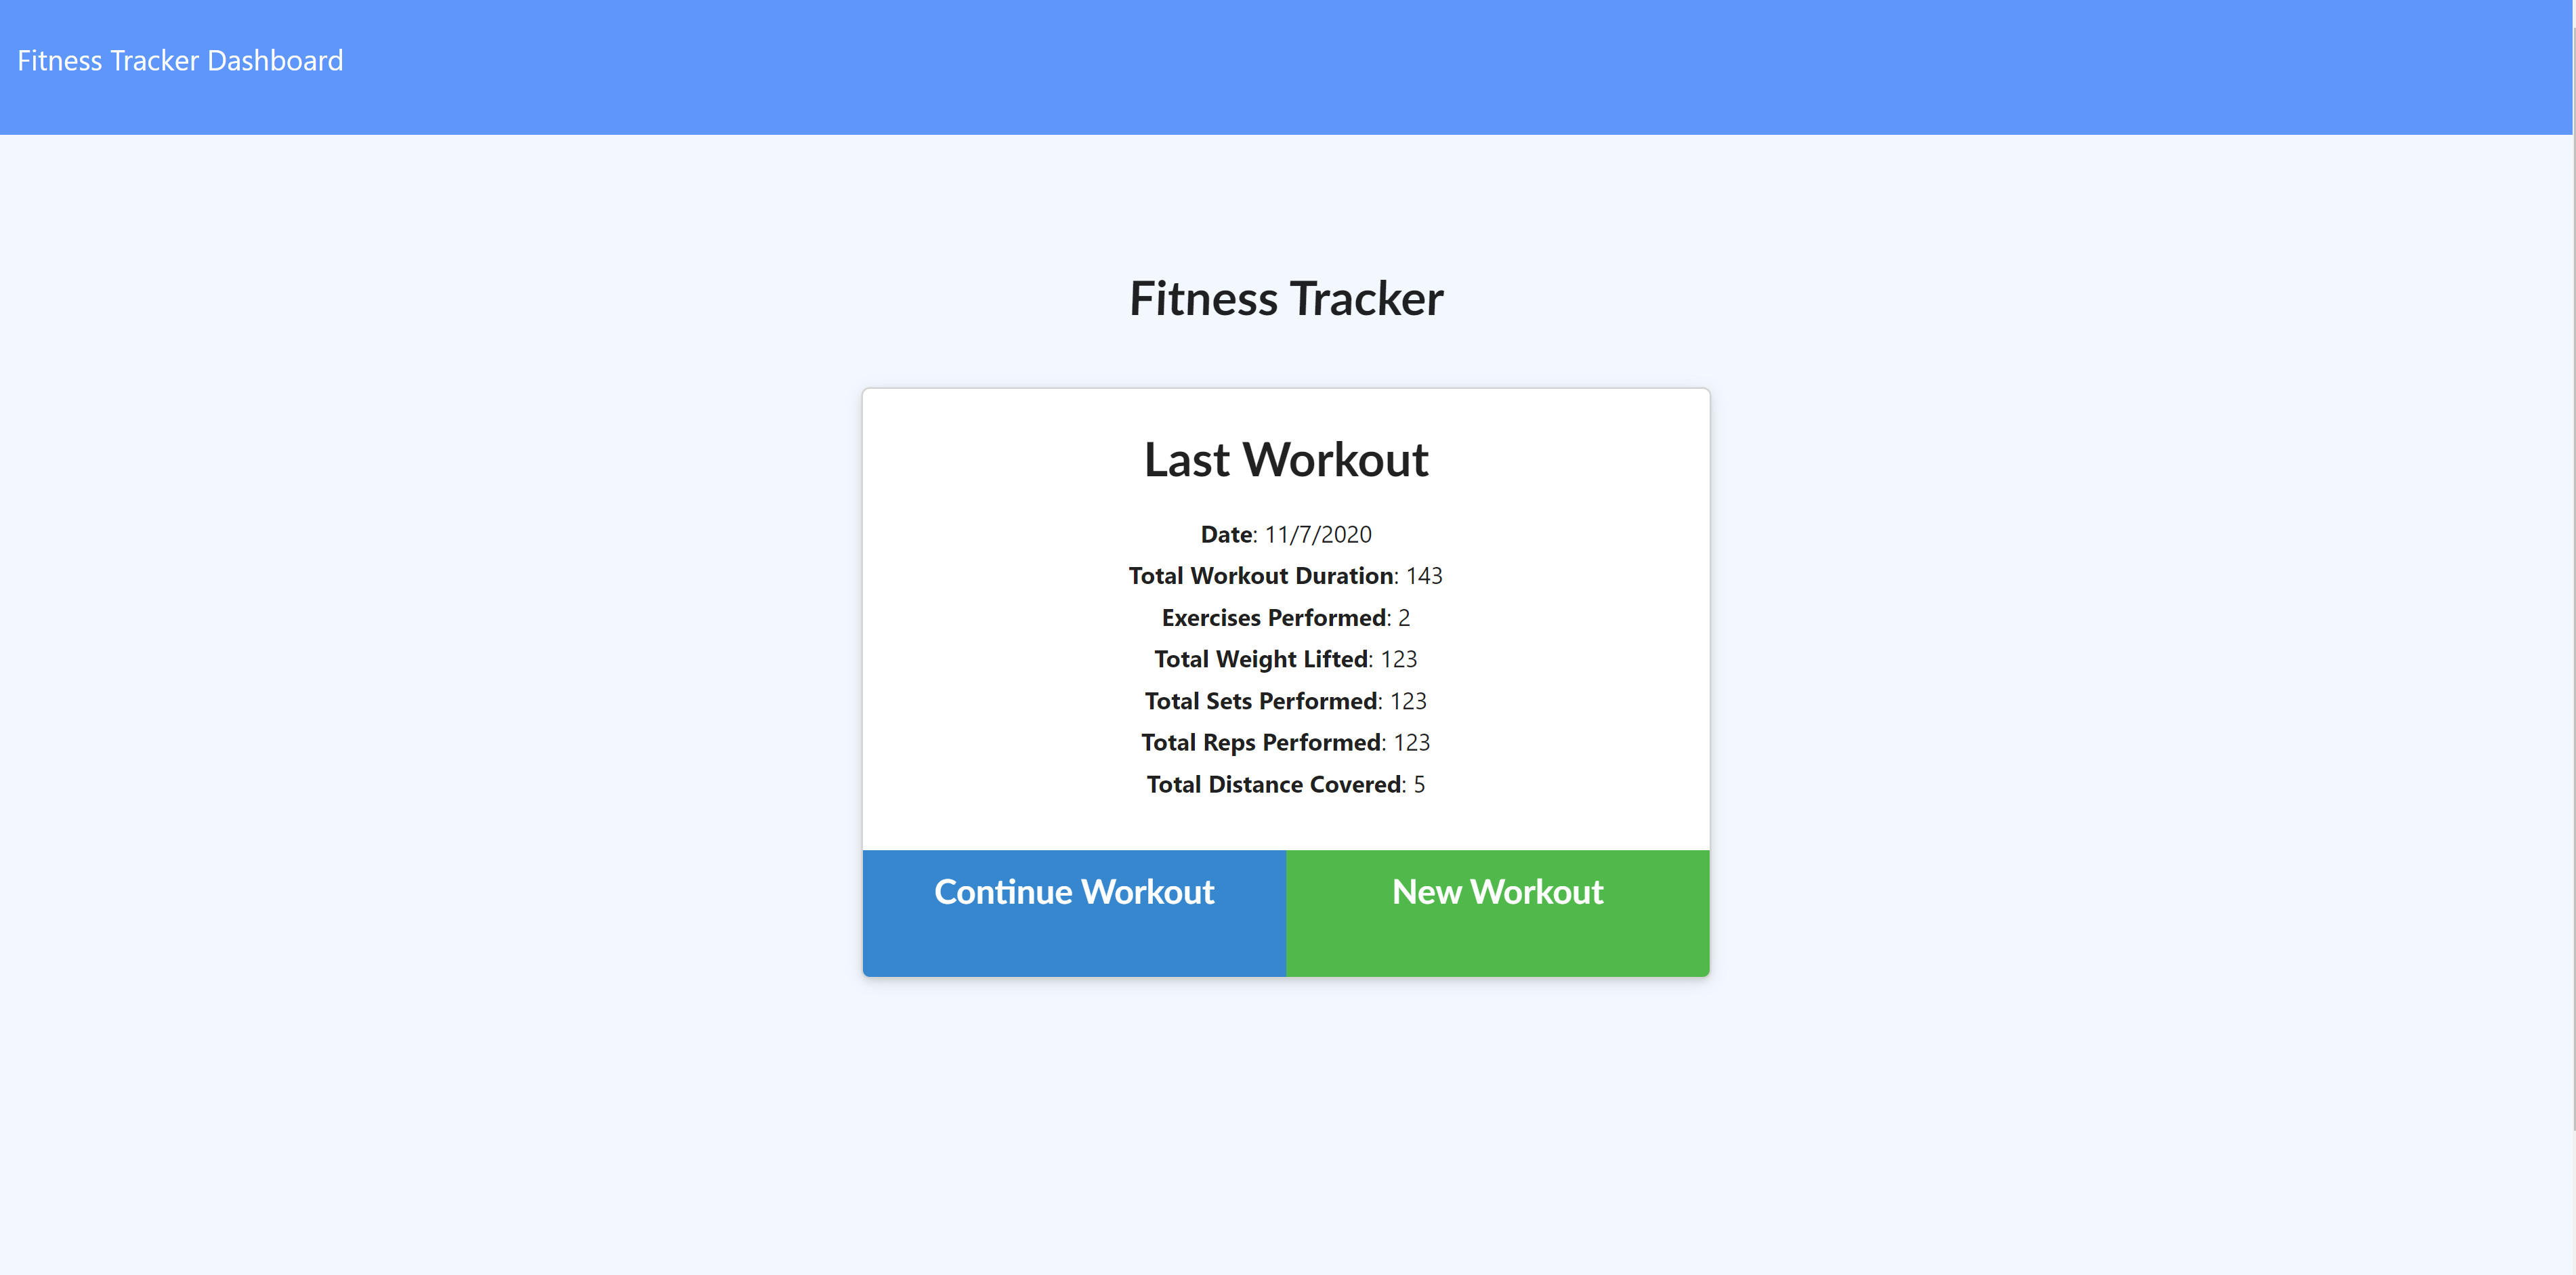 Fitness Tracker Dashboard
Fitness Tracker
Last Workout
Date: 11/7/2020
Total Workout Duration: 143
Exercises Performed: 2
Total Weight Lifted: 123
Total Sets Performed: 123
Total Reps Performed: 123
Total Distance Covered: 5
Continue Workout
New Workout